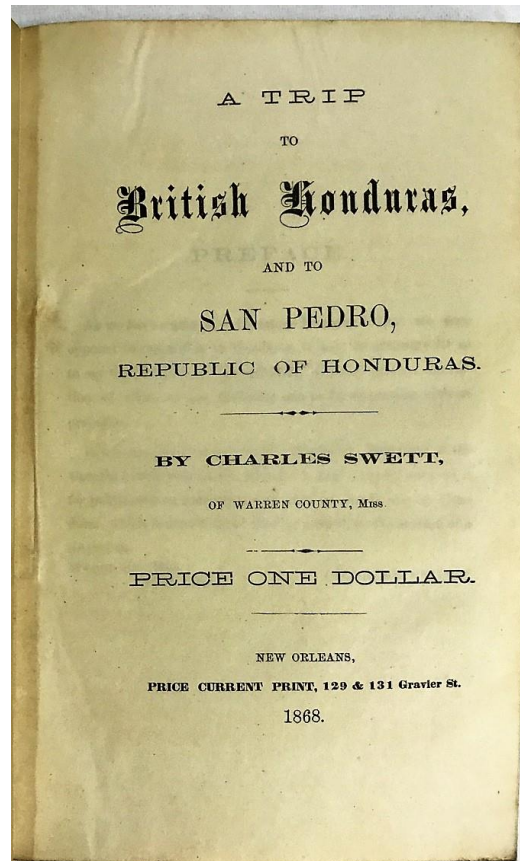 A TRIP
TO
British Honduras,
AND TO
SAN PEDRO,
REPUBLIC OF HONDURAS.
BY CHARLES SWETT,
OF WARREN COUNTY, MISS.
PRICE ONE DOLLAR.
NEW ORLEANS,
PRICE CURRENT PRINT, 129 & 131 Gravier St.
1868.
PREFACE